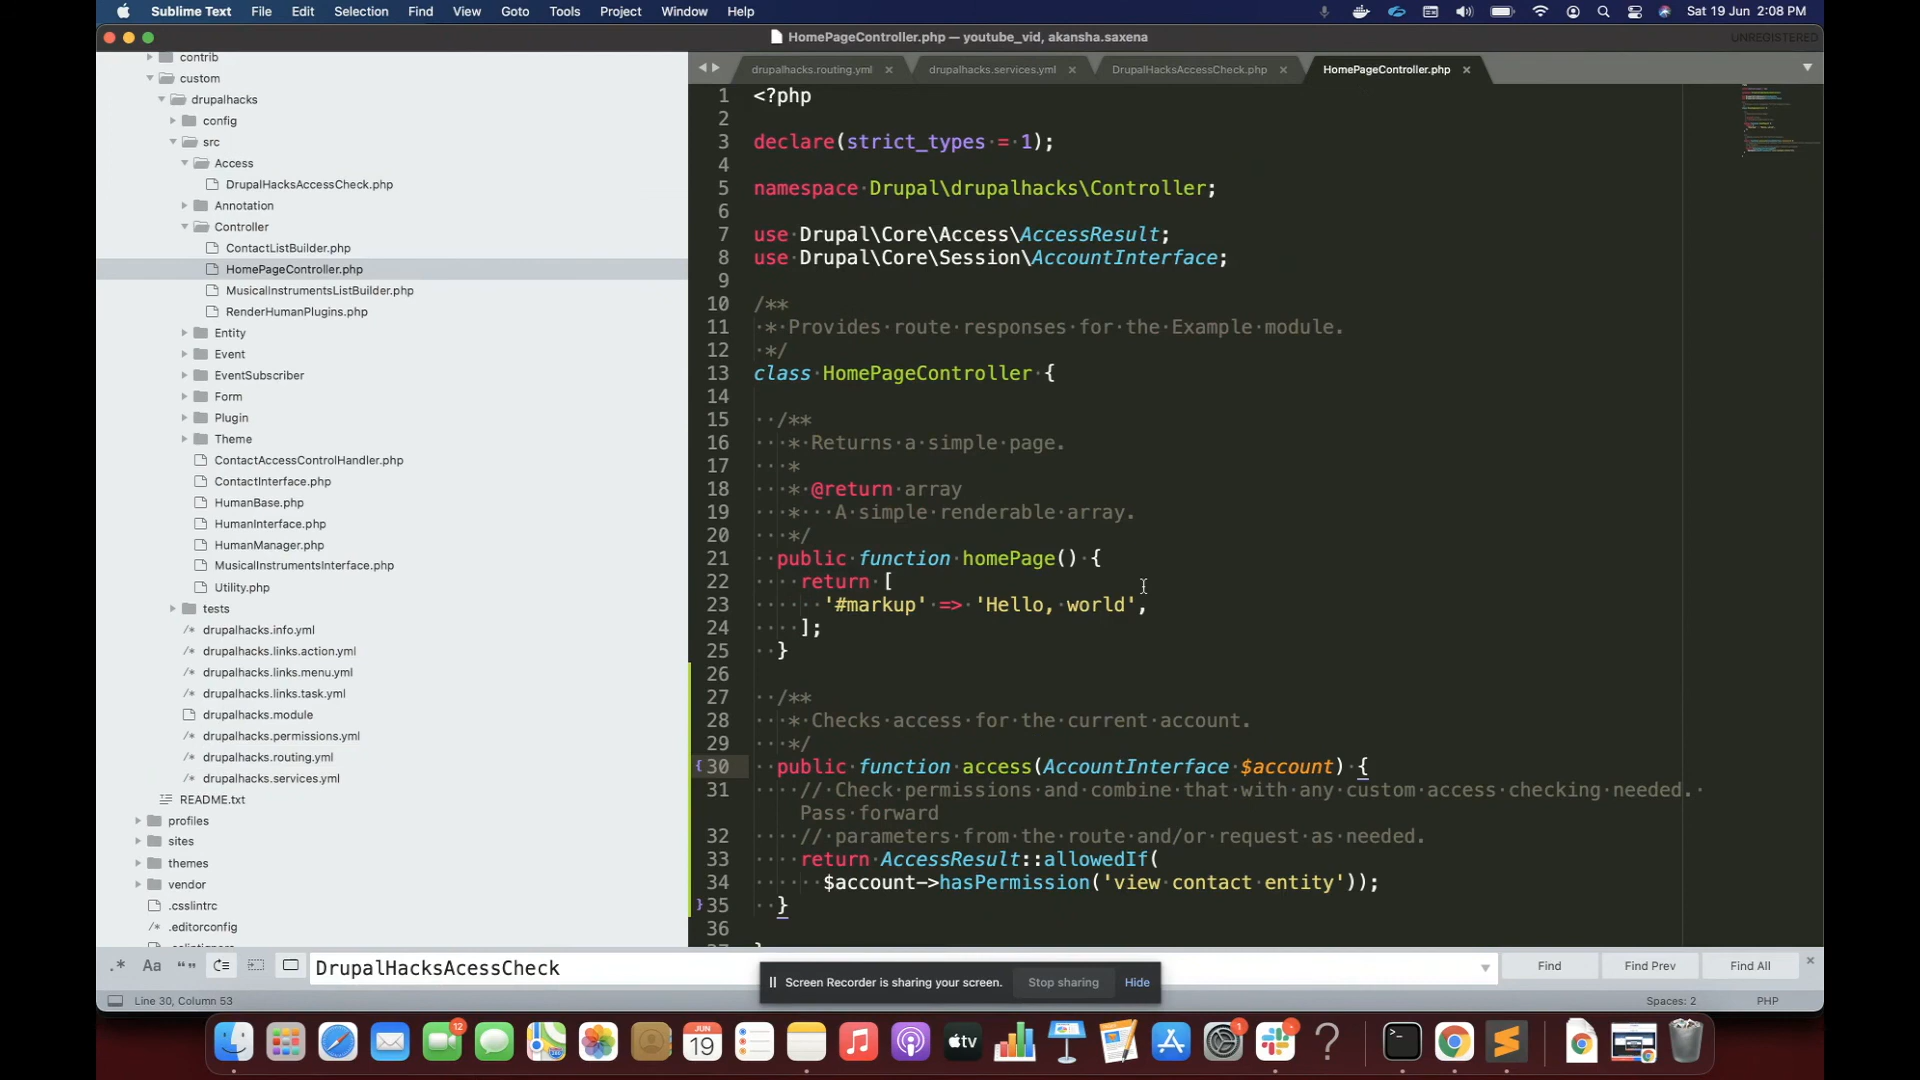 Sublime Text File Edit Selection Find View Goto Tools Project Window Help Sat 19 Jun 2:08 PM
HomePageController.php — youtube_vid, akansha.saxena UNREGISTERED
contrib
custom
drupalhacks
config
src
Access
DrupalHacksAccessCheck.php
Annotation
Controller
ContactListBuilder.php
HomePageController.php
MusicalInstrumentsListBuilder.php
RenderHumanPlugins.php
Entity
Event
EventSubscriber
Form
Plugin
Theme
ContactAccessControlHandler.php
ContactInterface.php
HumanBase.php
HumanInterface.php
HumanManager.php
MusicalInstrumentsInterface.php
Utility.php
tests
drupalhacks.info.yml
drupalhacks.links.action.yml
drupalhacks.links.menu.yml
drupalhacks.links.task.yml
drupalhacks.module
drupalhacks.permissions.yml
drupalhacks.routing.yml
drupalhacks.services.yml
README.txt
profiles
sites
themes
vendor
.csslintrc
.editorconfig
drupalhacks.routing.yml drupalhacks.services.yml DrupalHacksAccessCheck.php HomePageController.php
1 <?php
2
3 declare(strict_types = 1);
4
5 namespace Drupal\drupalhacks\Controller;
6
7 use Drupal\Core\Access\AccessResult;
8 use Drupal\Core\Session\AccountInterface;
9
10 /**
11 * Provides route responses for the Example module.
12 */
13 class HomePageController {
14
15 /**
16 * Returns a simple page.
17 *
18 * @return array
19 * A simple renderable array.
20 */
21 public function homePage() {
22 return [
23 '#markup' => 'Hello, world',
24 ];
25 }
26
27 /**
28 * Checks access for the current account.
29 */
30 public function access(AccountInterface $account) {
31 // Check permissions and combine that with any custom access checking needed.
Pass forward
32 // parameters from the route and/or request as needed.
33 return AccessResult::allowedIf(
34 $account->hasPermission('view contact entity'));
35 }
36
.* Aa “” DrupalHacksAcessCheck Find Find Prev Find All
Screen Recorder is sharing your screen. Stop sharing Hide
Line 30, Column 53 Spaces: 2 PHP
12 JUN 19 tv 1